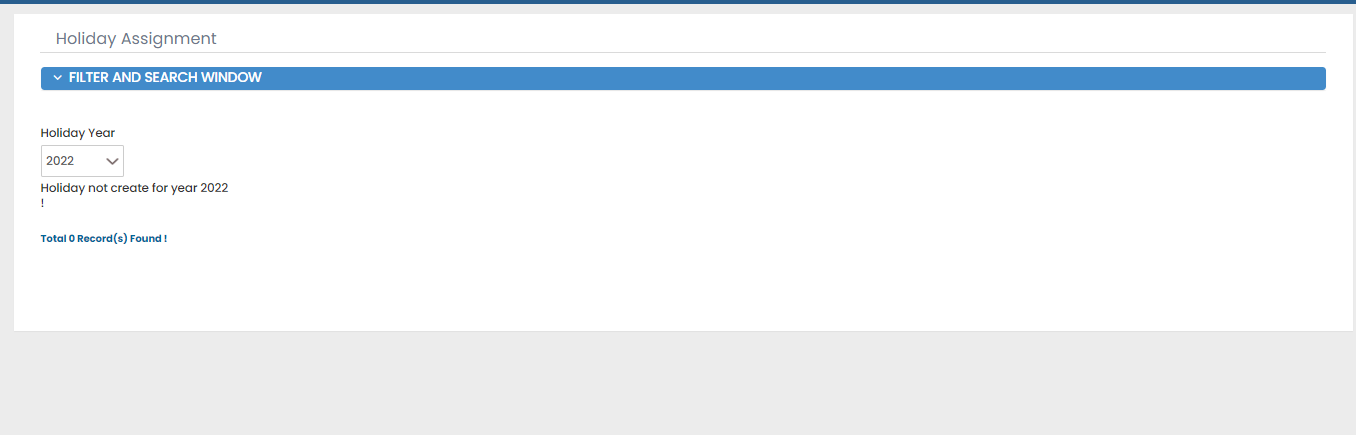 Holiday Assignment
FILTER AND SEARCH WINDOW
Holiday Year
2022
Holiday not create for year 2022
!
Total 0 Record(s) Found !